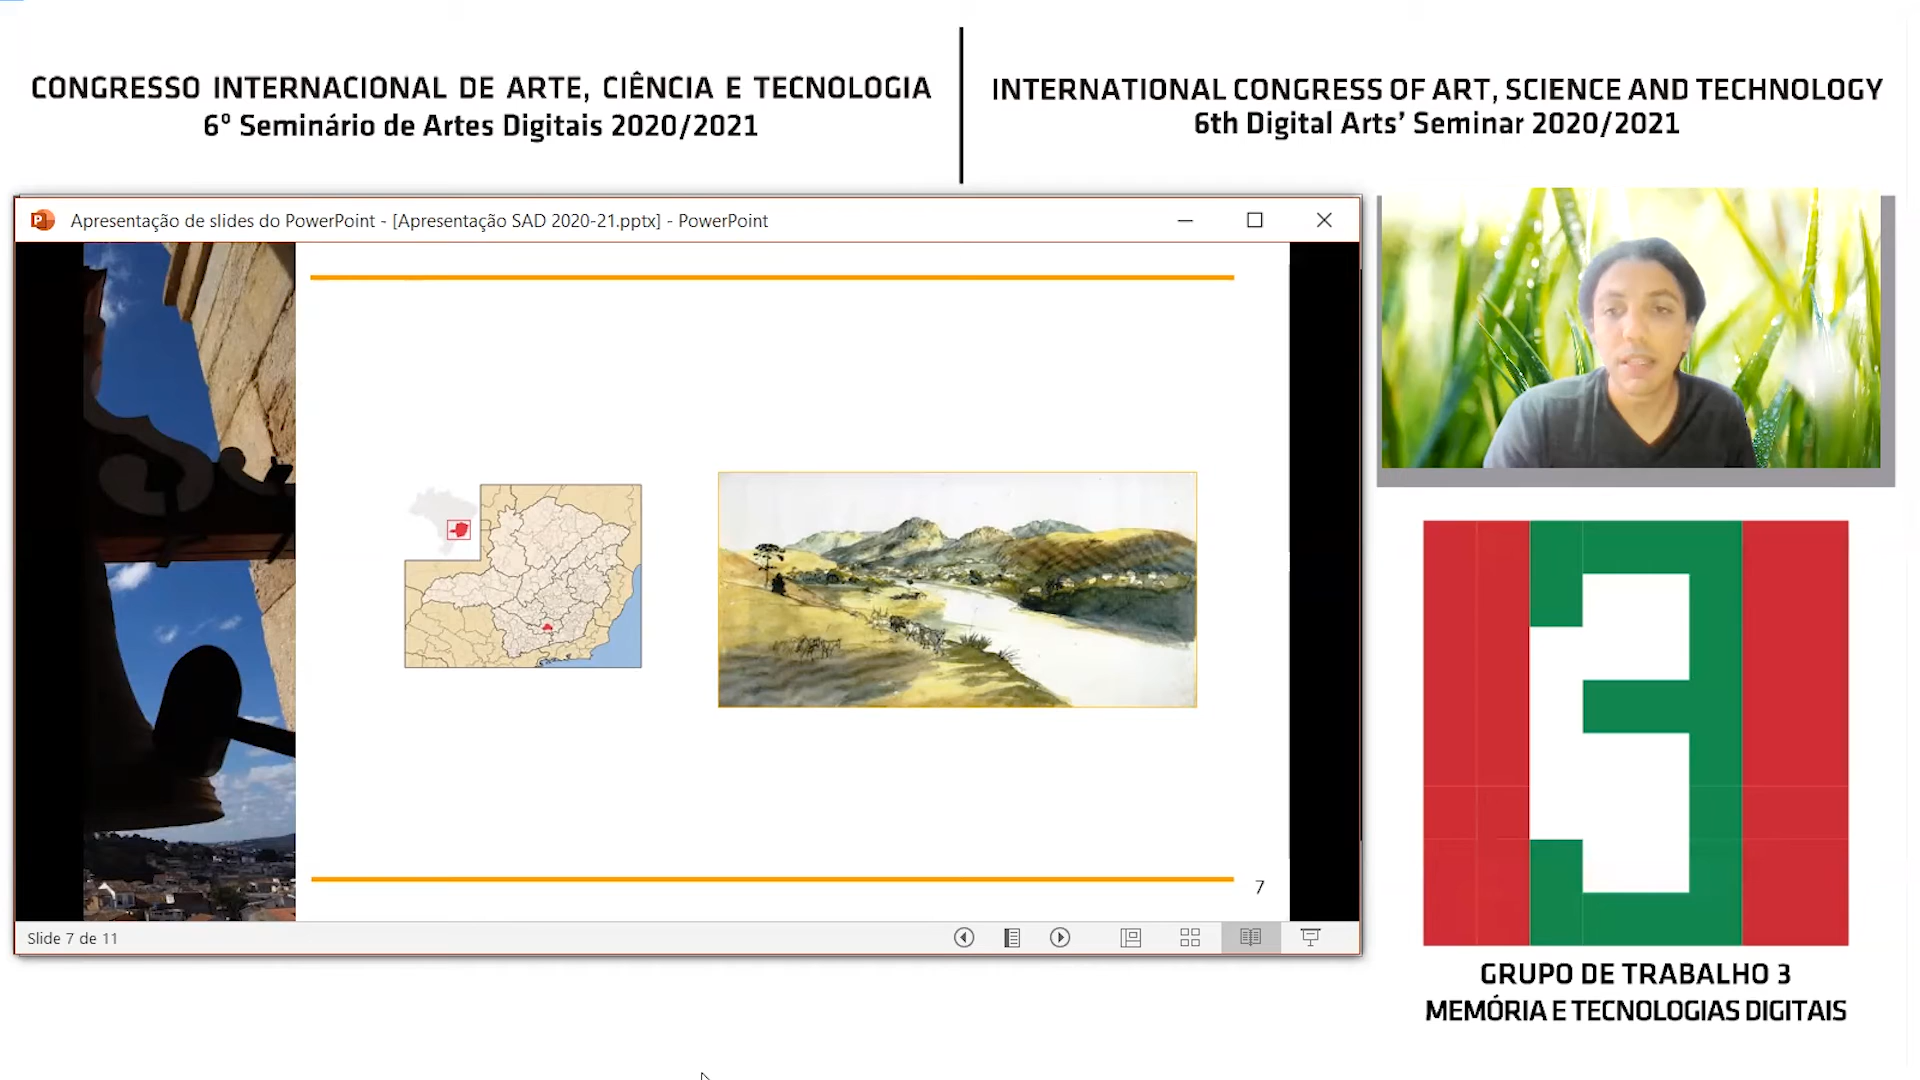 CONGRESSO INTERNACIONAL DE ARTE, CIÊNCIA E TECNOLOGIA
6º Seminário de Artes Digitais 2020/2021
INTERNATIONAL CONGRESS OF ART, SCIENCE AND TECHNOLOGY
6th Digital Arts’ Seminar 2020/2021
Apresentação de slides do PowerPoint - [Apresentação SAD 2020-21.pptx] - PowerPoint
7
Slide 7 de 11
GRUPO DE TRABALHO 3
MEMÓRIA E TECNOLOGIAS DIGITAIS